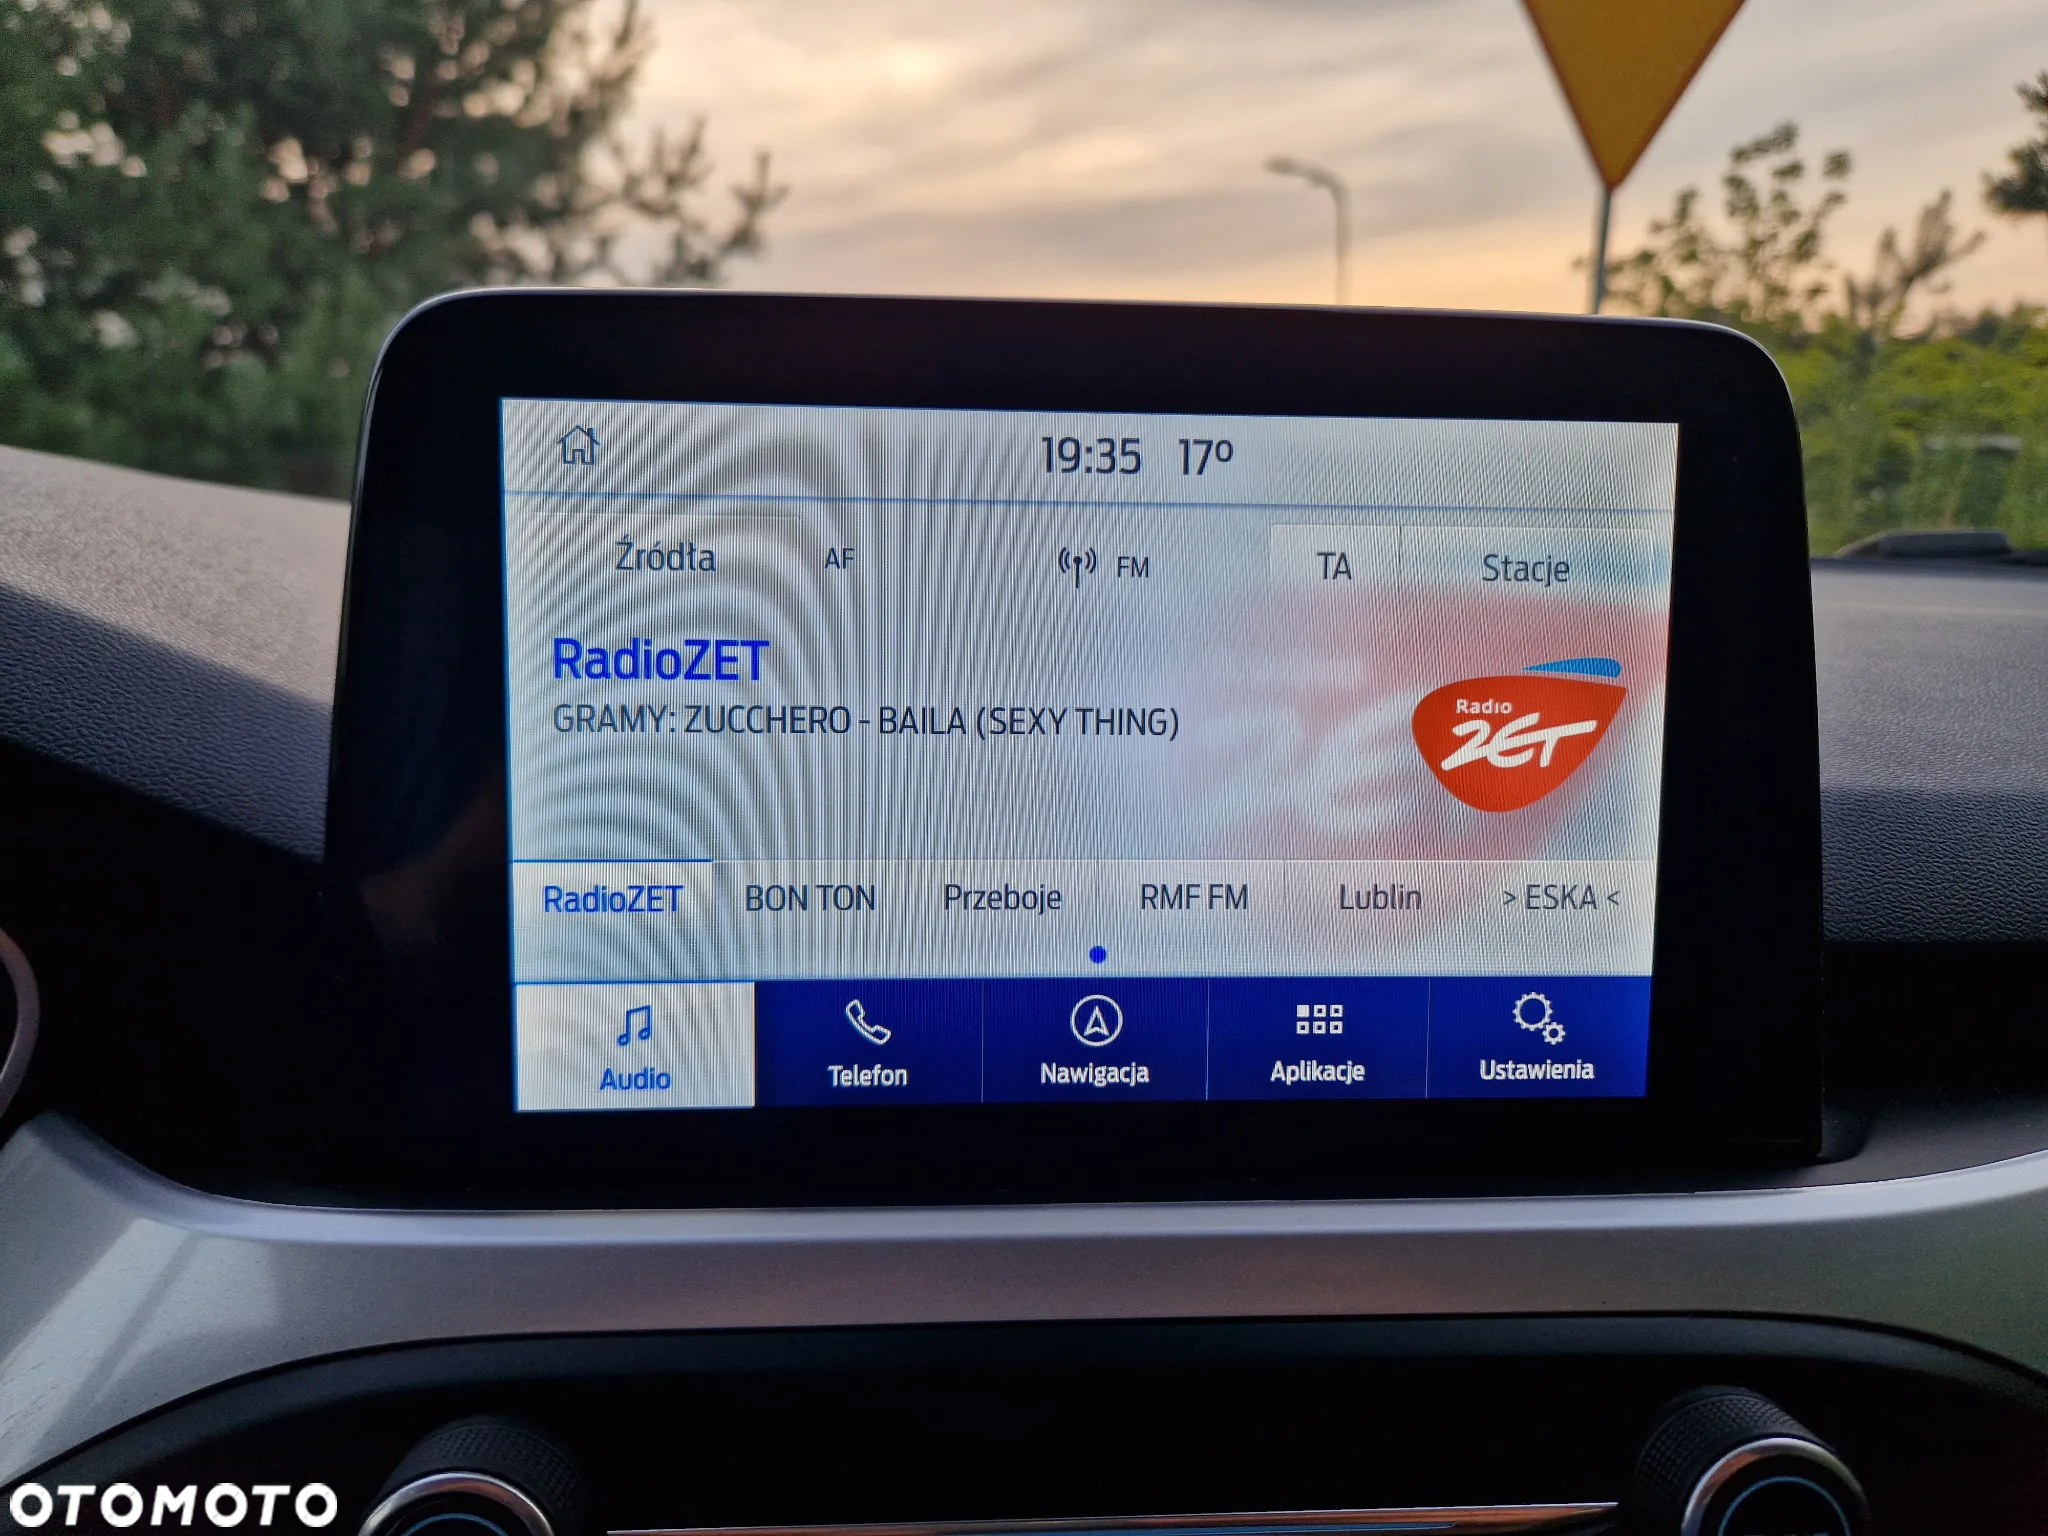 19:35 17º
Źródła AF FM TA Stacje
RadioZET
GRAMY: ZUCCHERO - BAILA (SEXY THING)
Radio
ZET
RadioZET BON TON Przeboje RMF FM Lublin > ESKA <
Audio Telefon Nawigacja Aplikacje Ustawienia
OTOMOTO